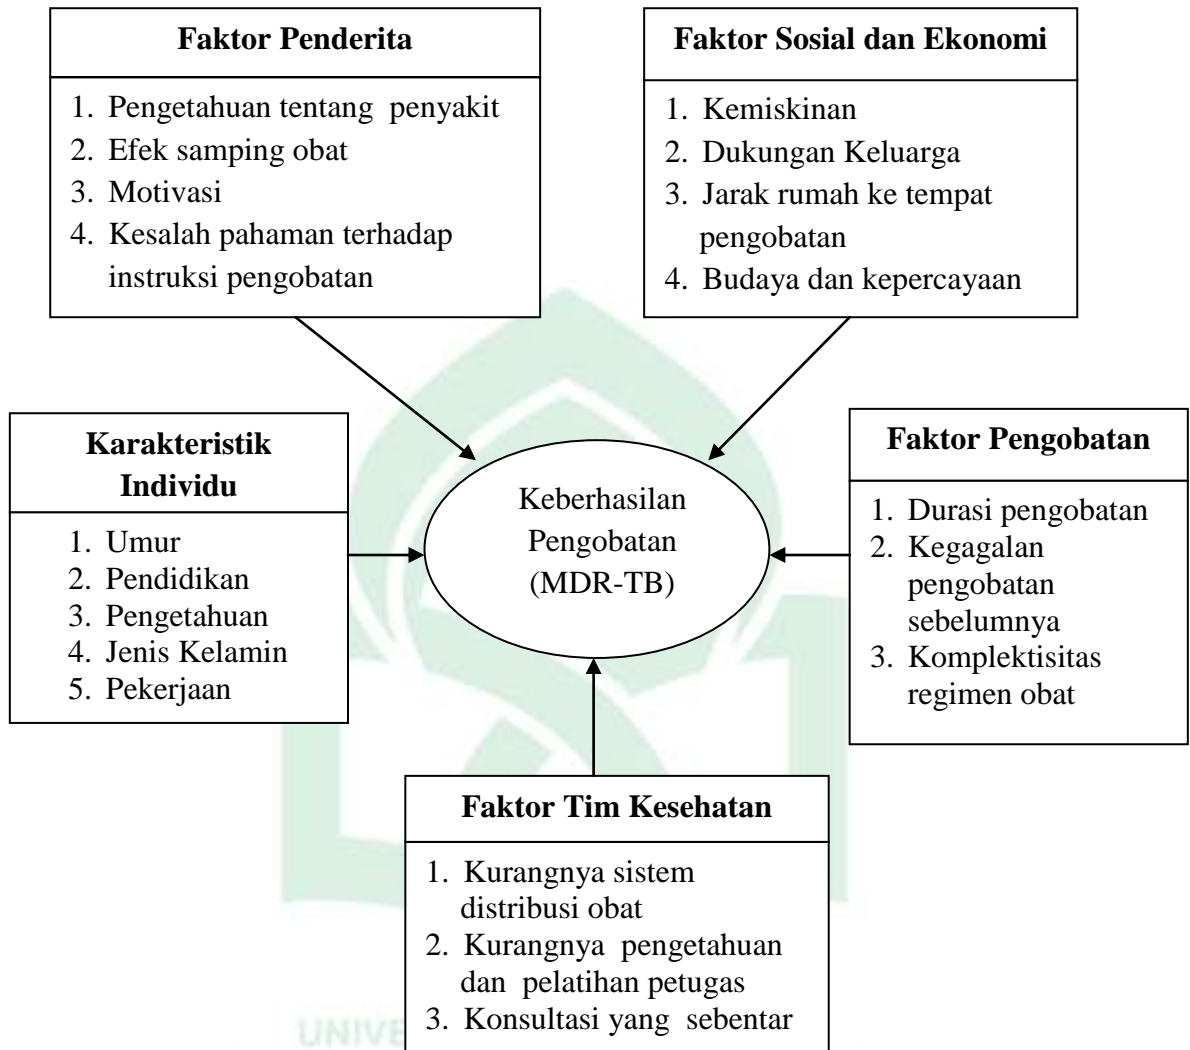 Faktor Penderita
1. Pengetahuan tentang penyakit
2. Efek samping obat
3. Motivasi
4. Kesalah pahaman terhadap
instruksi pengobatan
Faktor Sosial dan Ekonomi
1. Kemiskinan
2. Dukungan Keluarga
3. Jarak rumah ke tempat
pengobatan
4. Budaya dan kepercayaan
Karakteristik
Individu
1. Umur
2. Pendidikan
3. Pengetahuan
4. Jenis Kelamin
5. Pekerjaan
Keberhasilan
Pengobatan
(MDR-TB)
Faktor Pengobatan
1. Durasi pengobatan
2. Kegagalan
pengobatan
sebelumnya
3. Komplektisitas
regimen obat
Faktor Tim Kesehatan
1. Kurangnya sistem
distribusi obat
2. Kurangnya pengetahuan
dan pelatihan petugas
3. Konsultasi yang sebentar